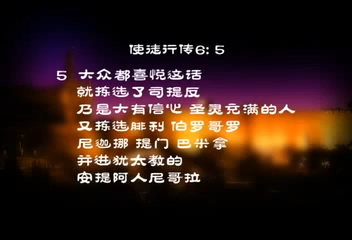 使徒行传6: 5
5 大众都喜悦这话
就拣选了司提反
乃是大有信心 圣灵充满的人
又拣选腓利 伯罗哥罗
尼迦挪 提门 巴米拿
并进犹太教的
安提阿人尼哥拉